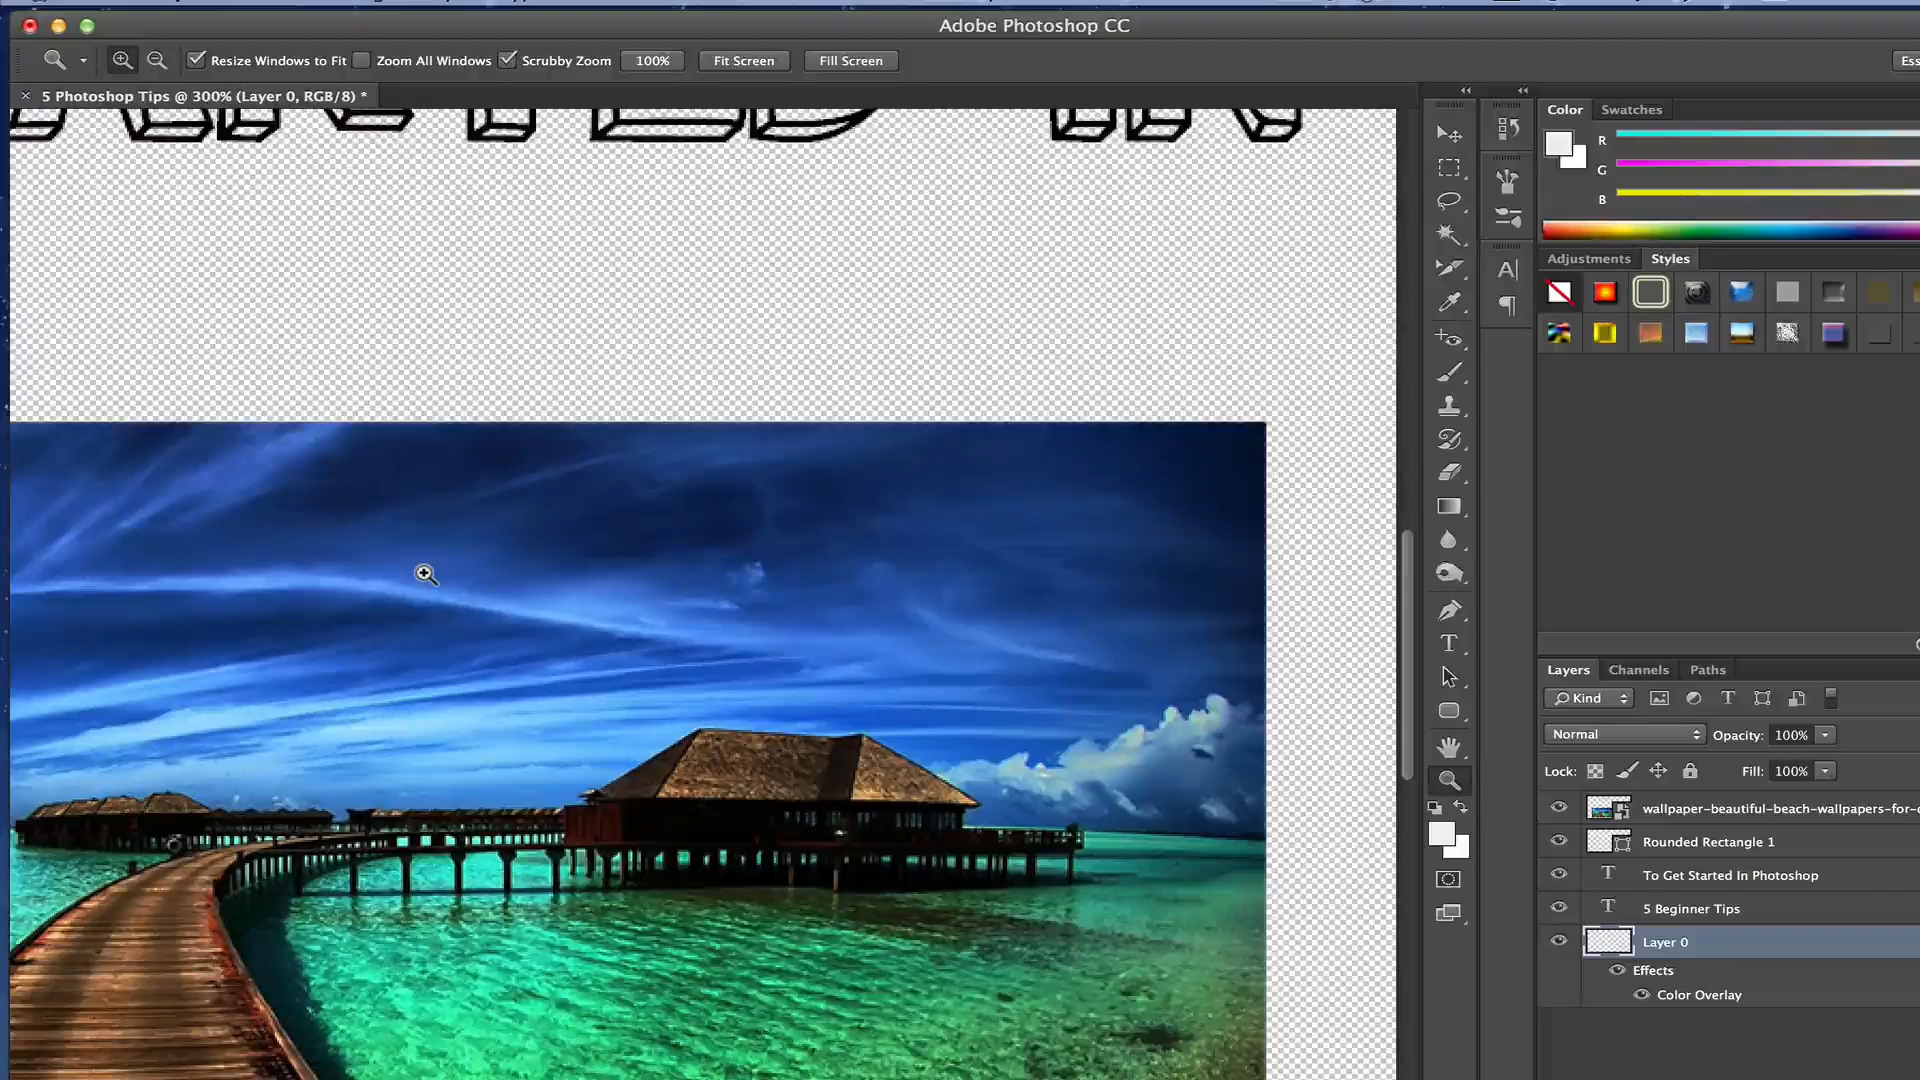 Adobe Photoshop CC
Resize Windows to Fit Zoom All Windows Scrubby Zoom 100% Fit Screen Fill Screen Ess
× 5 Photoshop Tips @ 300% (Layer 0, RGB/8) *
Color Swatches
R
G
B
Adjustments Styles
Layers Channels Paths
Kind
Normal Opacity: 100%
Lock: Fill: 100%
wallpaper-beautiful-beach-wallpapers-for-
Rounded Rectangle 1
To Get Started In Photoshop
5 Beginner Tips
Layer 0
Effects
Color Overlay